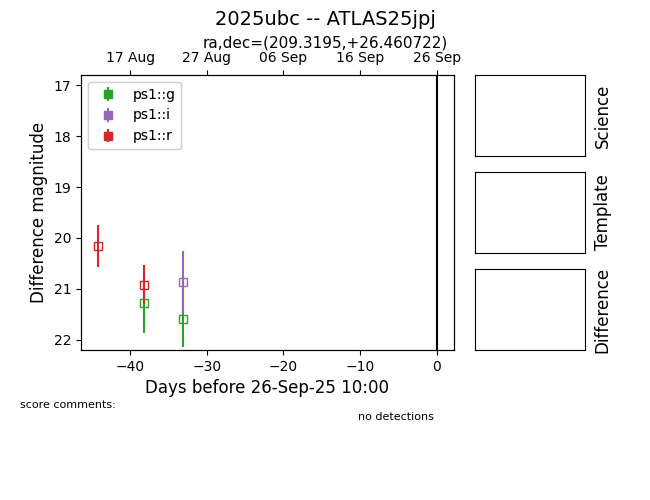 2025ubc -- ATLAS25jpj
ra,dec=(209.3195,+26.460722)
17 Aug 27 Aug 06 Sep 16 Sep 26 Sep
ps1::g
ps1::i
ps1::r
17
18
19
20
21
22
Difference magnitude
−40 −30 −20 −10 0
Days before 26-Sep-25 10:00
Science
Template
Difference
score comments:
no detections